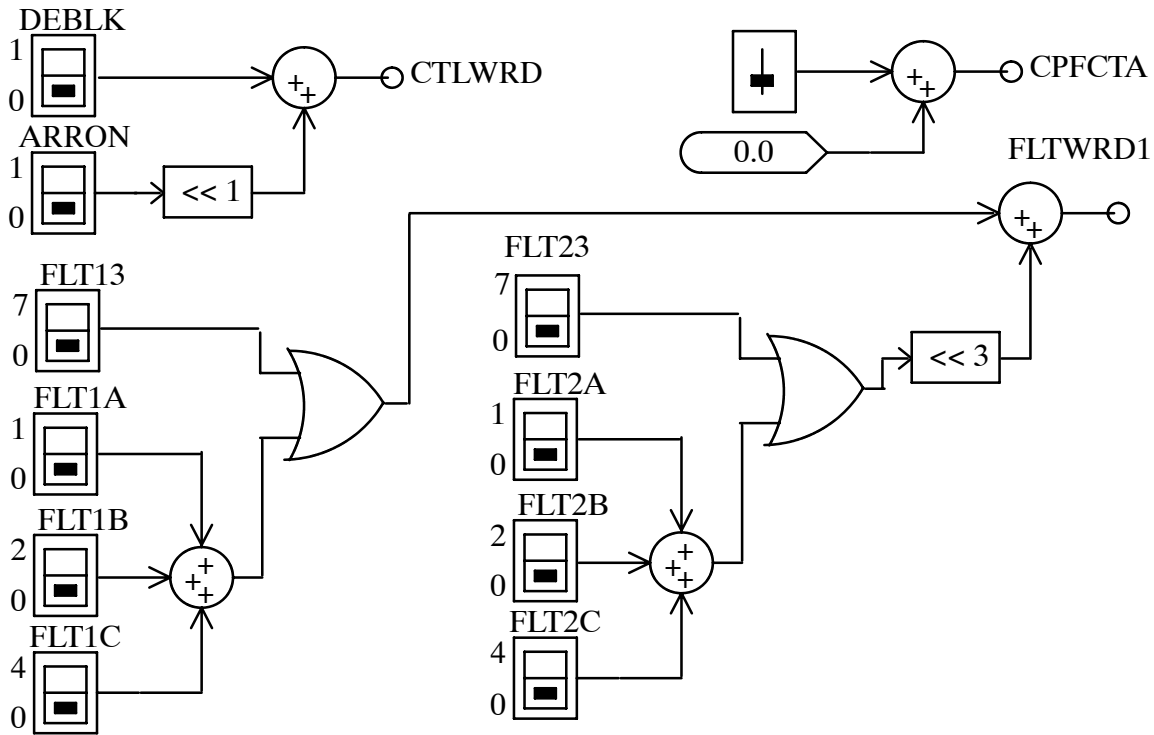 DEBLK
1
0
CTLWRD
CPFCTA
ARRON
1
0
<< 1
0.0
FLTWRD1
FLT13
7
0
FLT23
7
0
<< 3
FLT1A
1
0
FLT2A
1
0
FLT1B
2
0
FLT2B
2
0
FLT1C
4
0
FLT2C
4
0